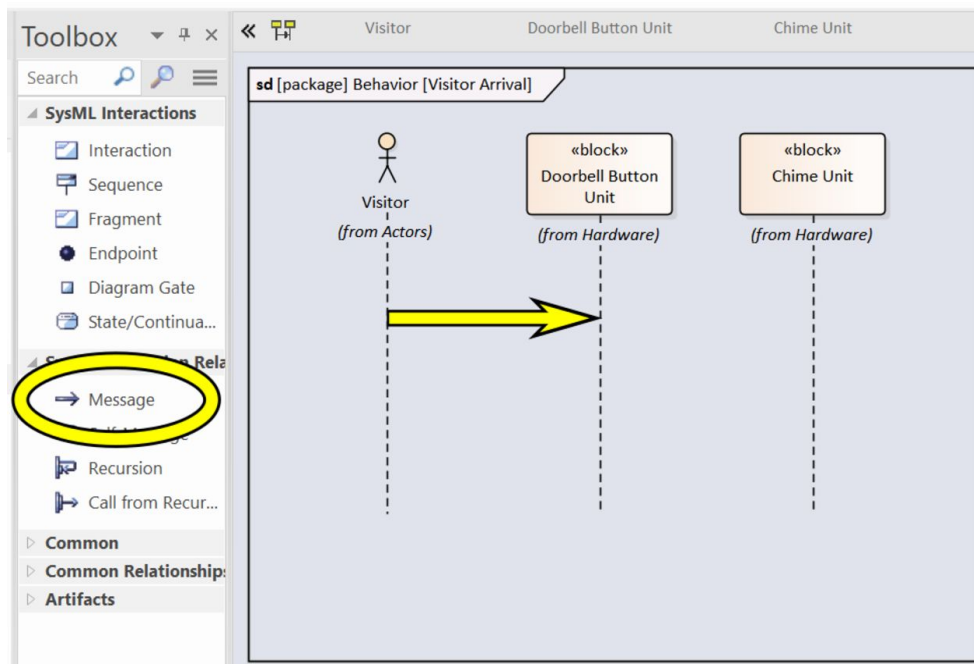 Toolbox
Search
SysML Interactions
Interaction
Sequence
Fragment
Endpoint
Diagram Gate
State/Continua...
Rela
Message
Recursion
Call from Recur...
Common
Common Relationship
Artifacts
Visitor Doorbell Button Unit Chime Unit
sd [package] Behavior [Visitor Arrival]
Visitor
(from Actors)
«block»
Doorbell Button
Unit
(from Hardware)
«block»
Chime Unit
(from Hardware)